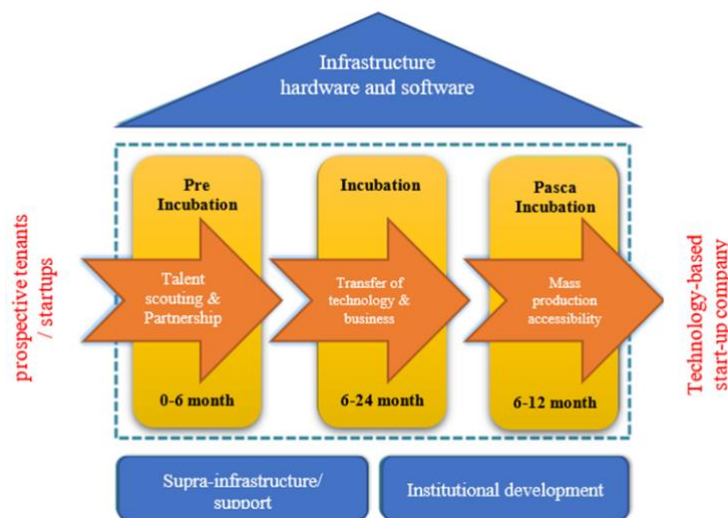 Infrastructure
hardware and software
prospective tenants
/ startups
Pre
Incubation
Talent
scouting &
Partnership
0-6 month
Incubation
Transfer of
technology &
business
6-24 month
Pasca
Incubation
Mass
production
accessibility
6-12 month
Technology-based
start-up company
Supra-infrastructure/
support
Institutional development